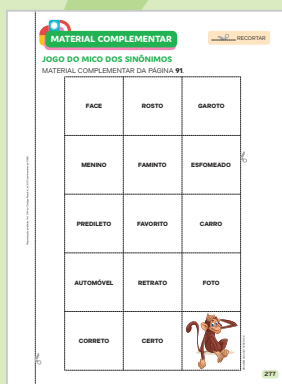 MATERIAL COMPLEMENTAR
RECORTAR
JOGO DO MICO DOS SINÔNIMOS
MATERIAL COMPLEMENTAR DA PÁGINA 91.
FACE ROSTO GAROTO
MENINO FAMINTO ESFOMEADO
PREDILETO FAVORITO CARRO
AUTOMÓVEL RETRATO FOTO
CORRETO CERTO
277